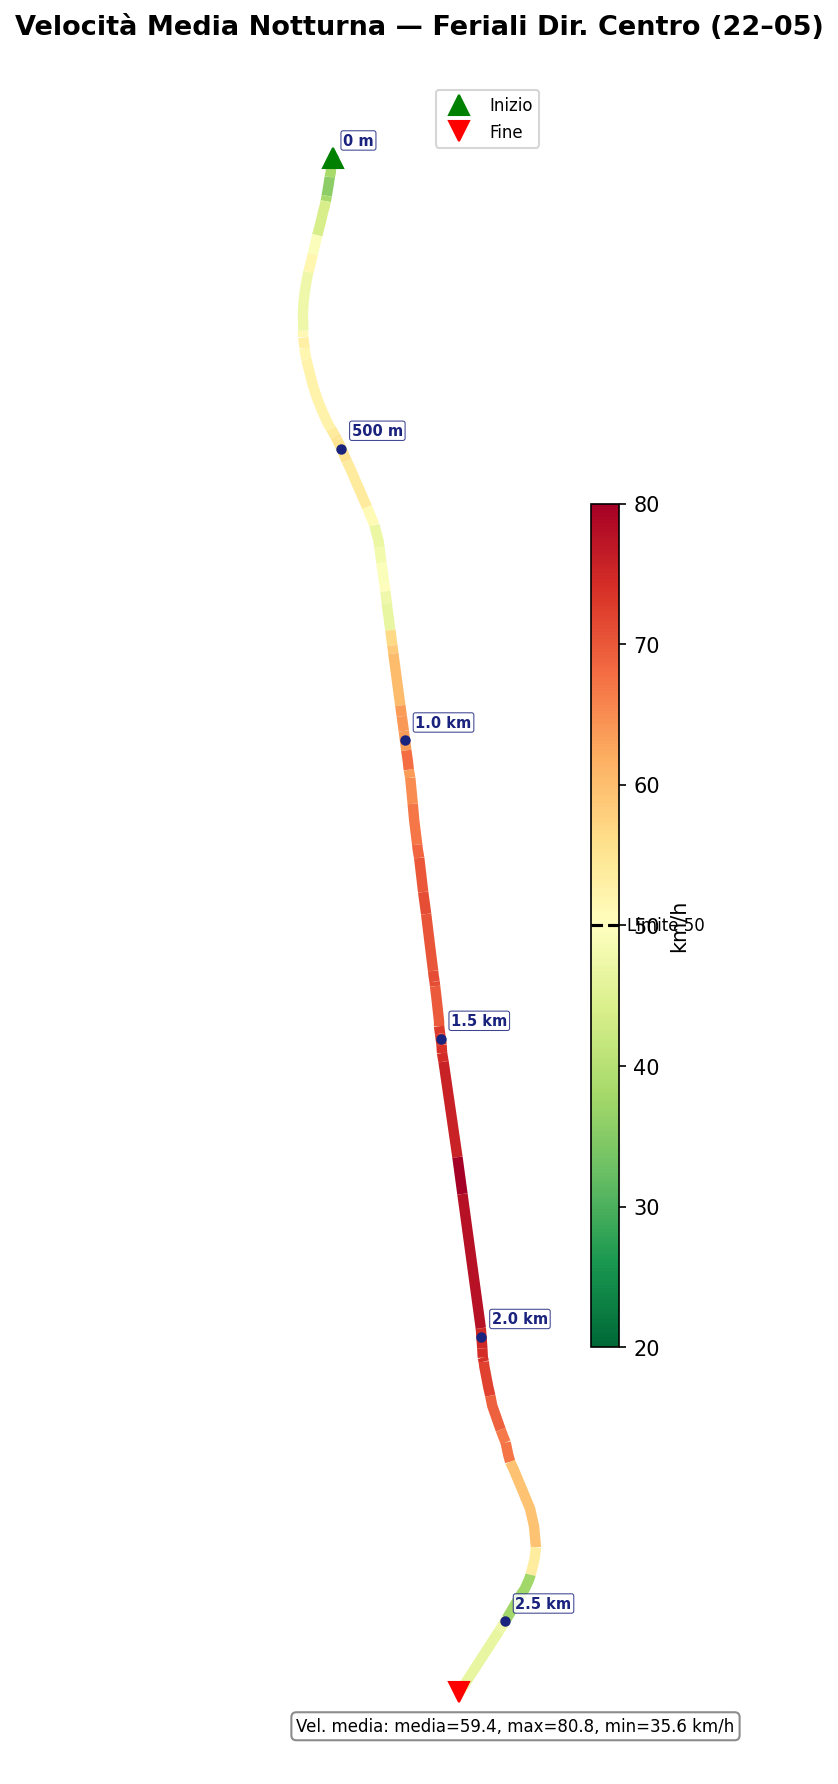 Velocità Media Notturna — Feriali Dir. Centro (22–05)
Inizio
Fine
0 m
500 m
80
70
1.0 km
60
50
Limite 50
km/h
1.5 km
40
30
2.0 km
20
2.5 km
Vel. media: media=59.4, max=80.8, min=35.6 km/h